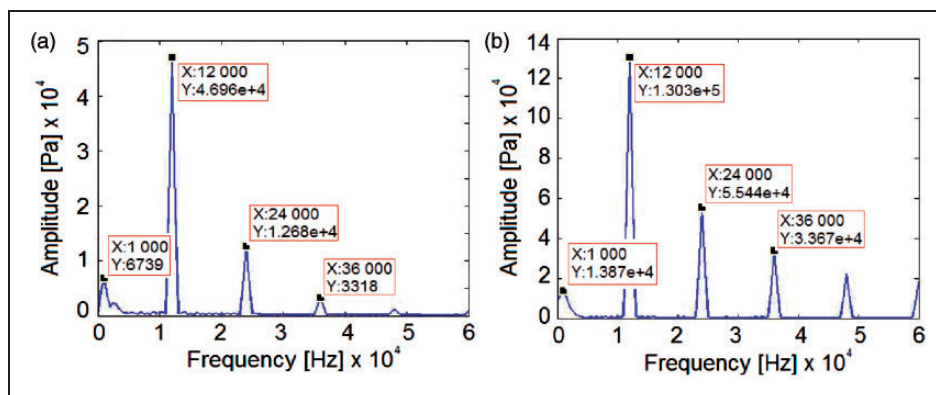 (a)
5
4
3
2
1
0
Amplitude [Pa] x 10⁴
X:12 000
Y:4.696e+4
X:24 000
Y:1.268e+4
X:1 000
Y:6739
X:36 000
Y:3318
0 1 2 3 4 5 6
Frequency [Hz] x 10⁴
(b)
14
12
10
8
6
4
2
0
Amplitude [Pa] x 10⁴
X:12 000
Y:1.303e+5
X:24 000
Y:5.544e+4
X:36 000
Y:3.367e+4
X:1 000
Y:1.387e+4
0 1 2 3 4 5 6
Frequency [Hz] x 10⁴